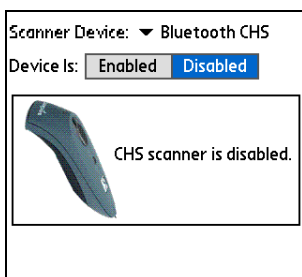 Scanner Device: ▼ Bluetooth CHS
Device Is: Enabled Disabled
CHS scanner is disabled.